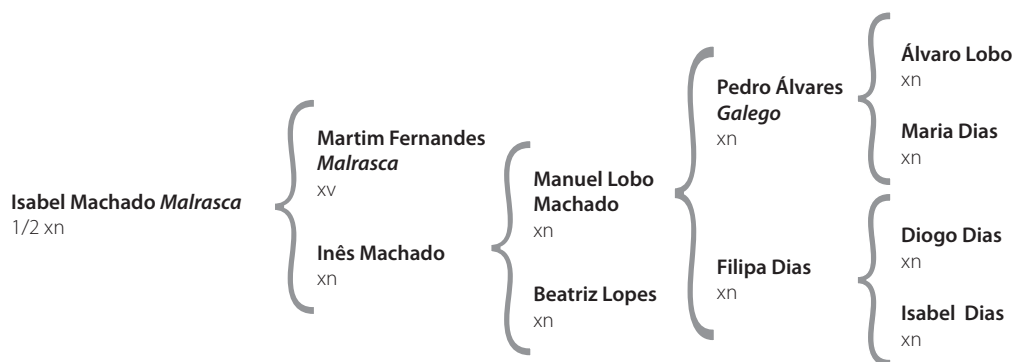 Isabel Machado Malrasca
1/2 xn
Martim Fernandes
Malrasca
xv
Inês Machado
xn
Manuel Lobo
Machado
xn
Beatriz Lopes
xn
Pedro Álvares
Galego
xn
Filipa Dias
xn
Álvaro Lobo
xn
Maria Dias
xn
Diogo Dias
xn
Isabel Dias
xn